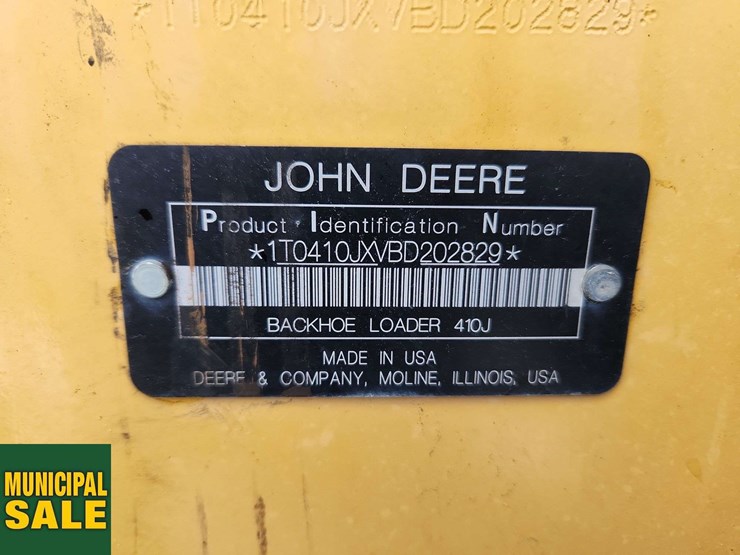 *1T0410JXVBD202829*
JOHN DEERE
Product Identification Number
*1T0410JXVBD202829*
BACKHOE LOADER 410J
MADE IN USA
DEERE & COMPANY, MOLINE, ILLINOIS, USA
MUNICIPAL
SALE